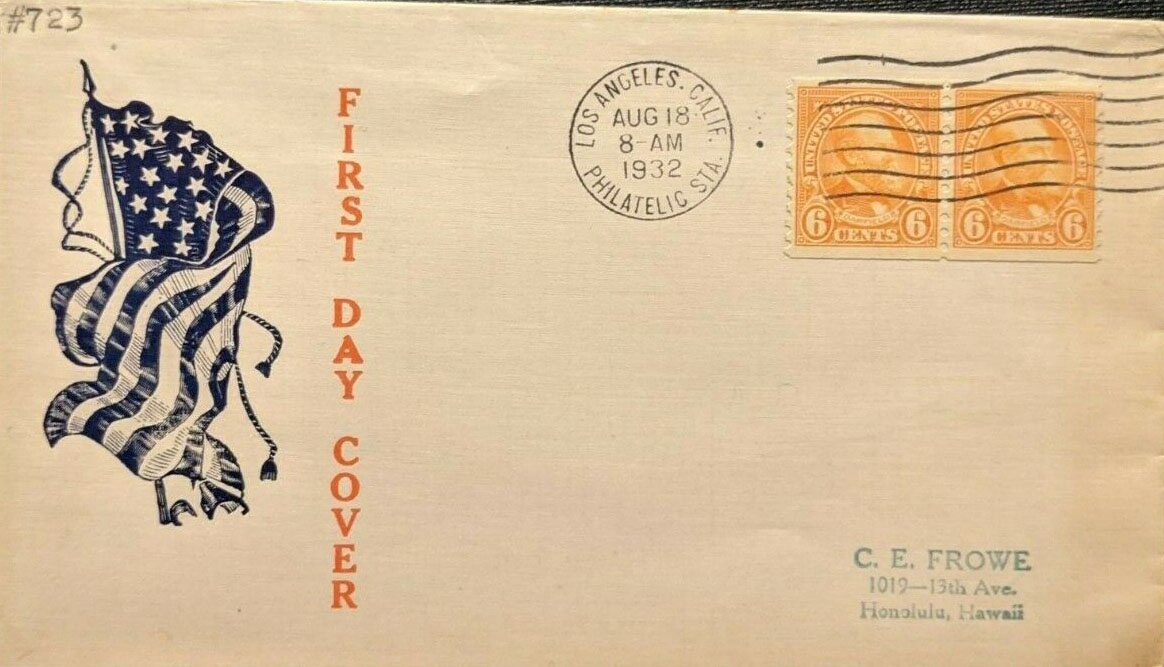 #723
FIRST DAY COVER
LOS ANGELES. CALIF.
AUG 18
8-AM
1932
PHILATELIC STA.
UNITED STATES POSTAGE
6 CENTS 6
UNITED STATES POSTAGE
6 CENTS 6
C. E. FROWE
1019—13th Ave.
Honolulu, Hawaii